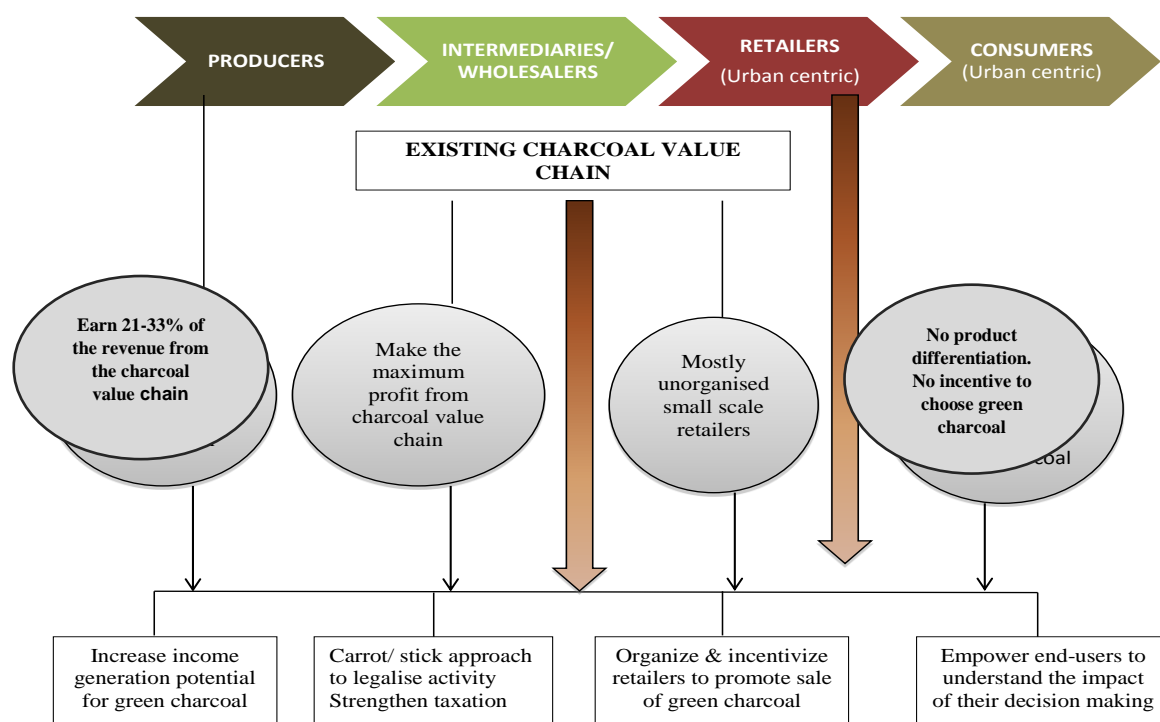 PRODUCERS
INTERMEDIARIES/
WHOLESALERS
RETAILERS
(Urban centric)
CONSUMERS
(Urban centric)
EXISTING CHARCOAL VALUE
CHAIN
Earn 21-33% of
the revenue from
the charcoal
value chain
Make the
maximum
profit from
charcoal value
chain
Mostly
unorganised
small scale
retailers
No product
differentiation.
No incentive to
choose green
charcoal
Increase income
generation potential
for green charcoal
Carrot/ stick approach
to legalise activity
Strengthen taxation
Organize & incentivize
retailers to promote sale
of green charcoal
Empower end-users to
understand the impact
of their decision making